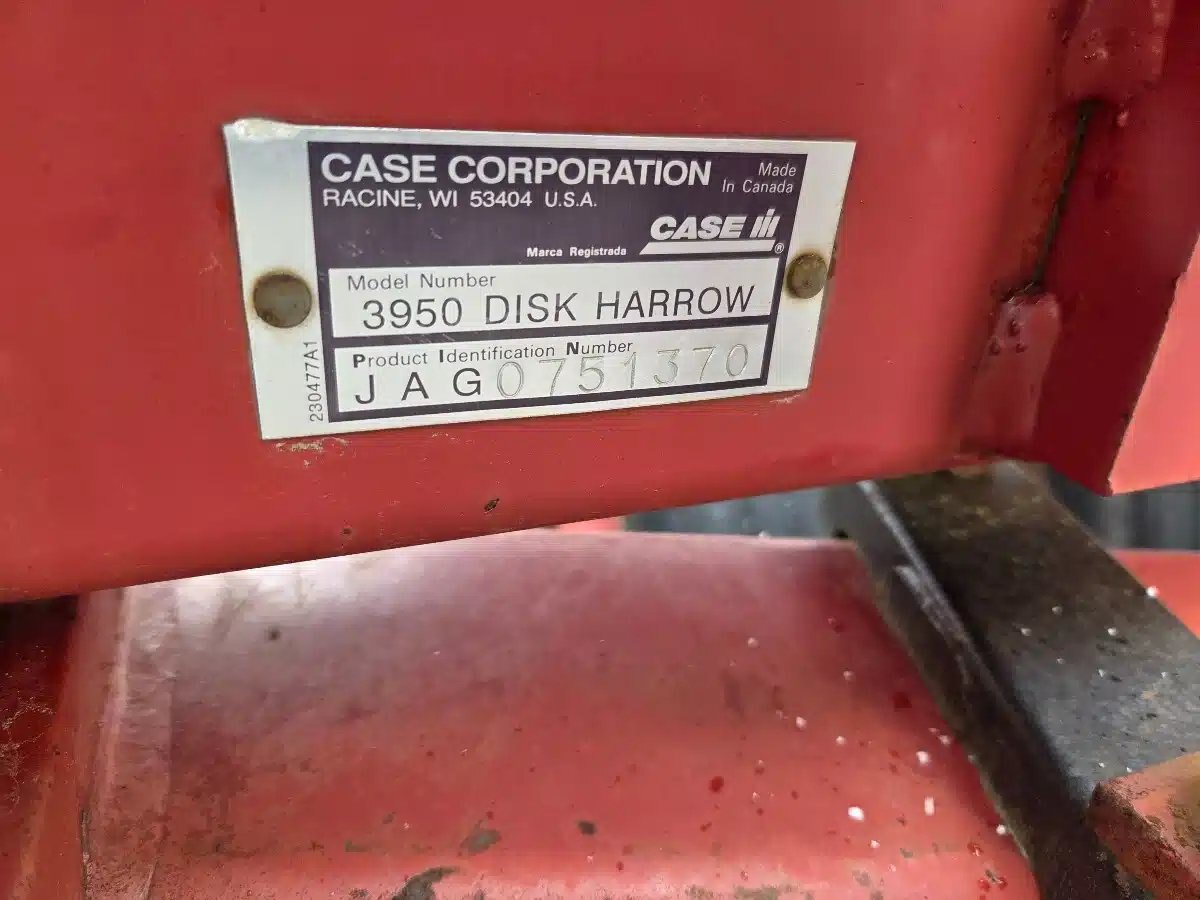 CASE CORPORATION
Made
In Canada
RACINE, WI 53404 U.S.A.
CASE IH ®
Marca Registrada
Model Number
3950 DISK HARROW
Product Identification Number
JAG0751370
230477A1